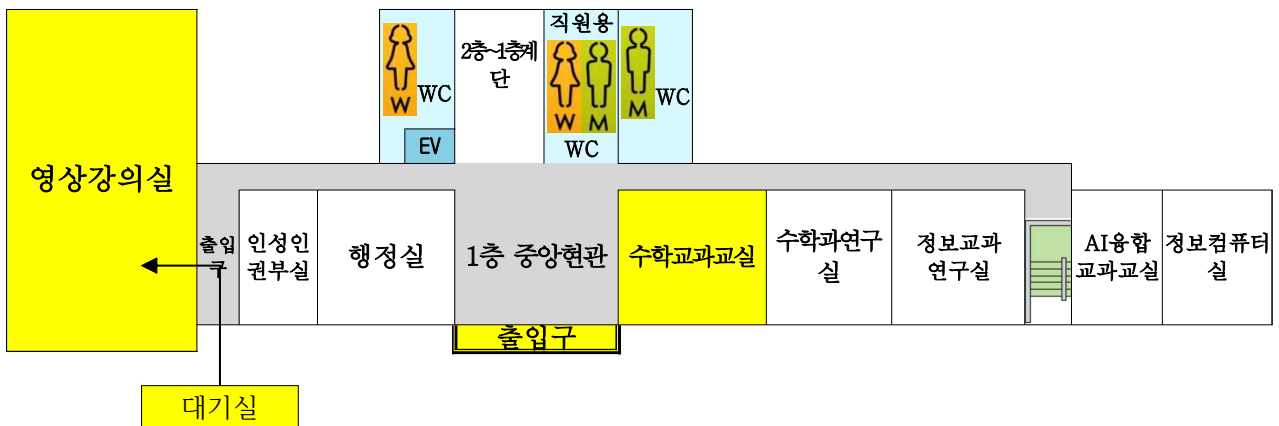 직원용
2층~1층계
단
WC
WC
W
W M
M
EV
WC
영상강의실
출입
구
인성인
권부실
행정실
1층 중앙현관
수학교과교실
수학과연구
실
정보교과
연구실
AI융합
교과교실
정보컴퓨터
실
출입구
대기실